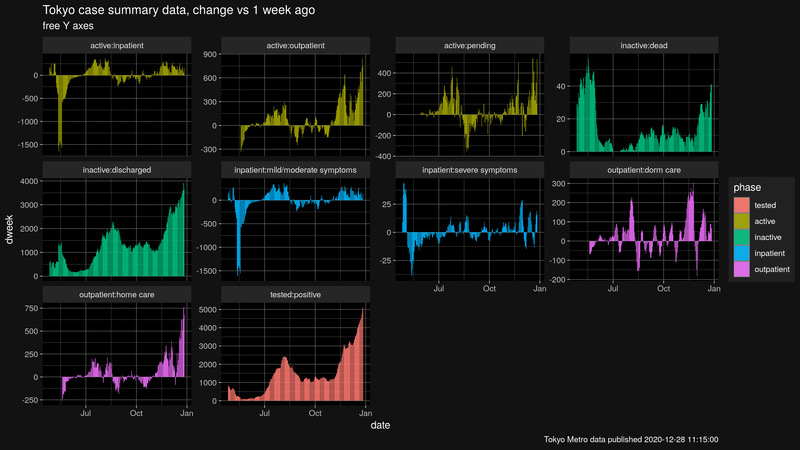 Tokyo case summary data, change vs 1 week ago
free Y axes
active:inpatient
active:outpatient
active:pending
inactive:dead
0
-500
-1000
-1500
900
600
300
0
-300
400
200
0
-200
-400
40
20
0
inactive:discharged
inpatient:mild/moderate symptoms
inpatient:severe symptoms
outpatient:dorm care
4000
3000
2000
1000
0
0
-500
-1000
-1500
25
0
-25
300
200
100
0
-100
-200
Jul
Oct
Jan
Jul
Oct
Jan
outpatient:home care
tested:positive
750
500
250
0
-250
5000
4000
3000
2000
1000
0
Jul
Oct
Jan
Jul
Oct
Jan
dweek
date
phase
tested
active
inactive
inpatient
outpatient
Tokyo Metro data published 2020-12-28 11:15:00